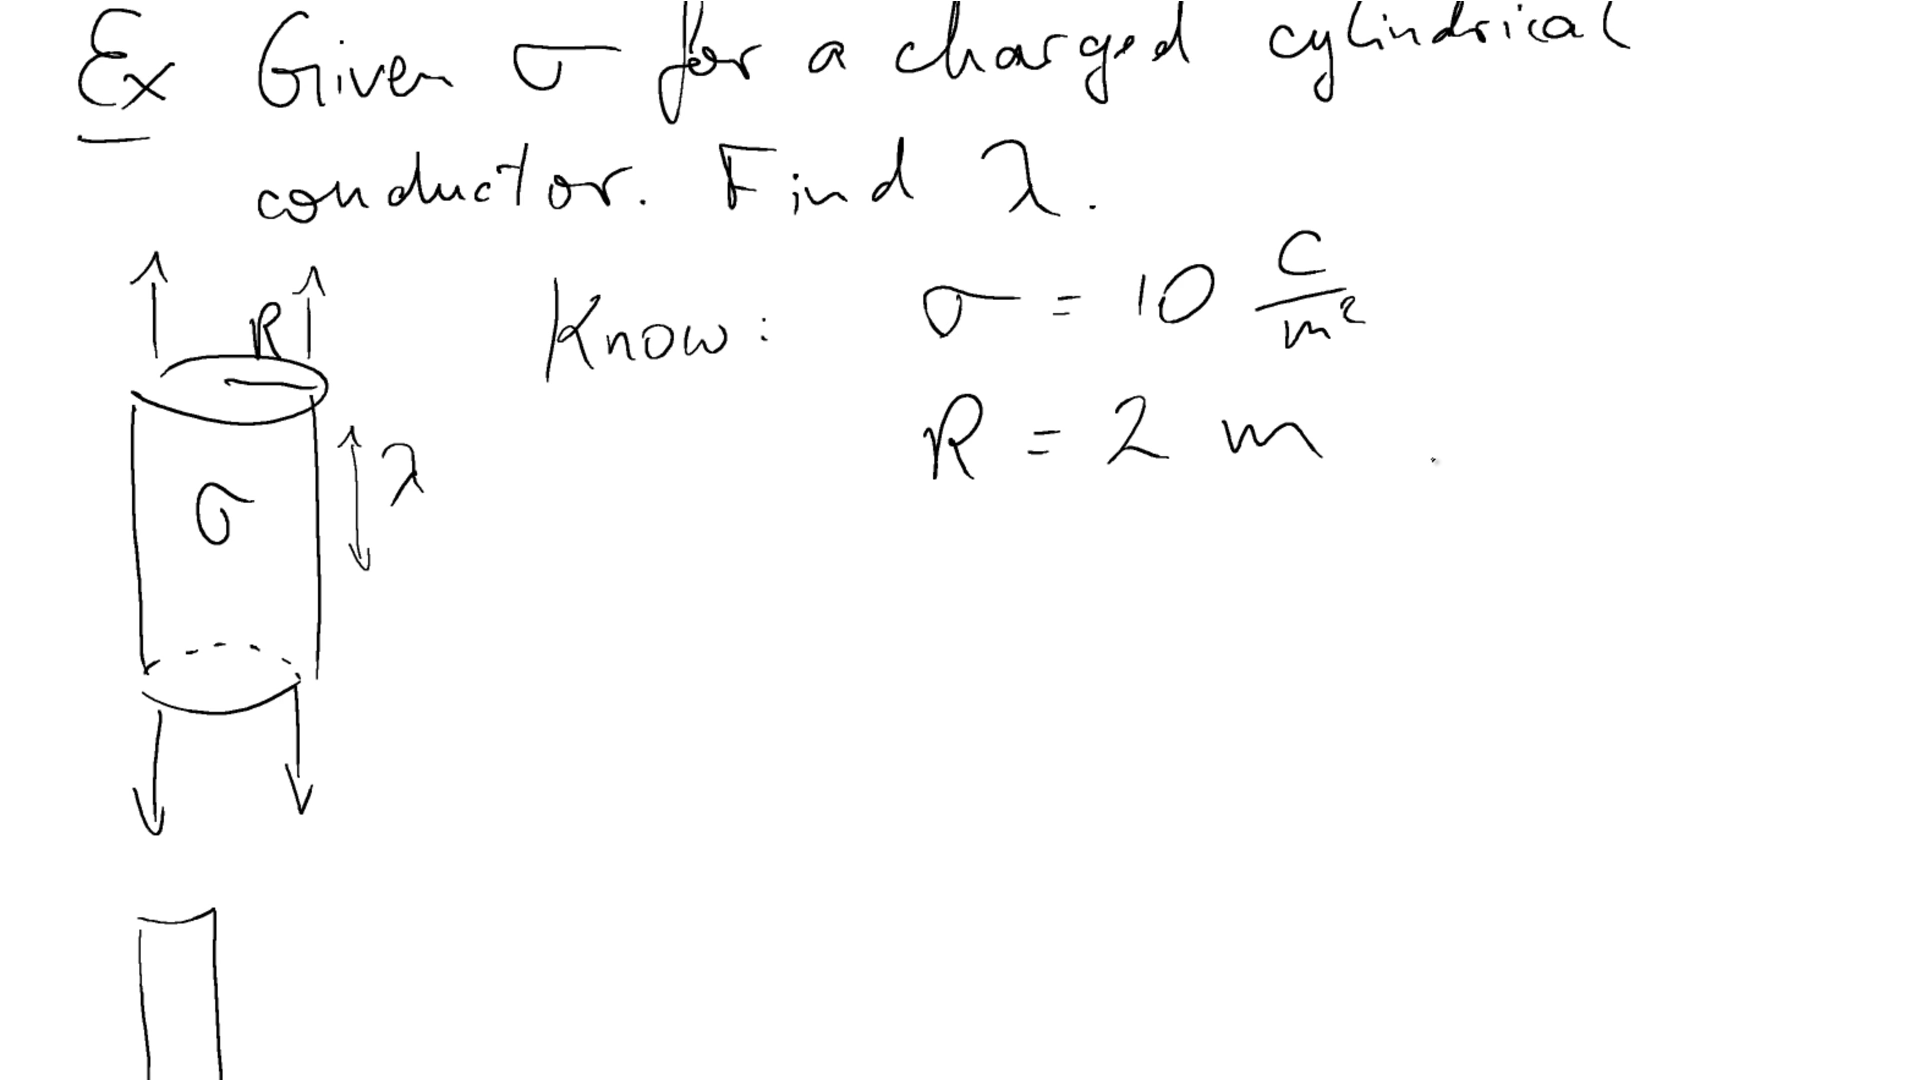 Ex Given σ for a charged cylindrical
conductor. Find λ.
Know: σ = 10 C/m²
R = 2 m
R
λ
σ